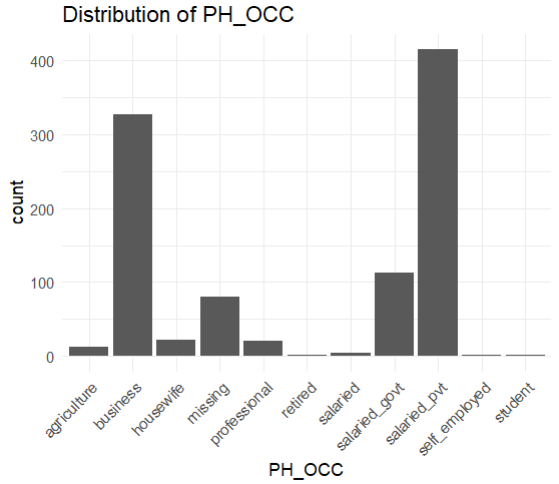 Distribution of PH_OCC
count
400
300
200
100
0
agriculture
business
housewife
missing
professional
retired
salaried
salaried_govt
salaried_pvt
self_employed
student
PH_OCC